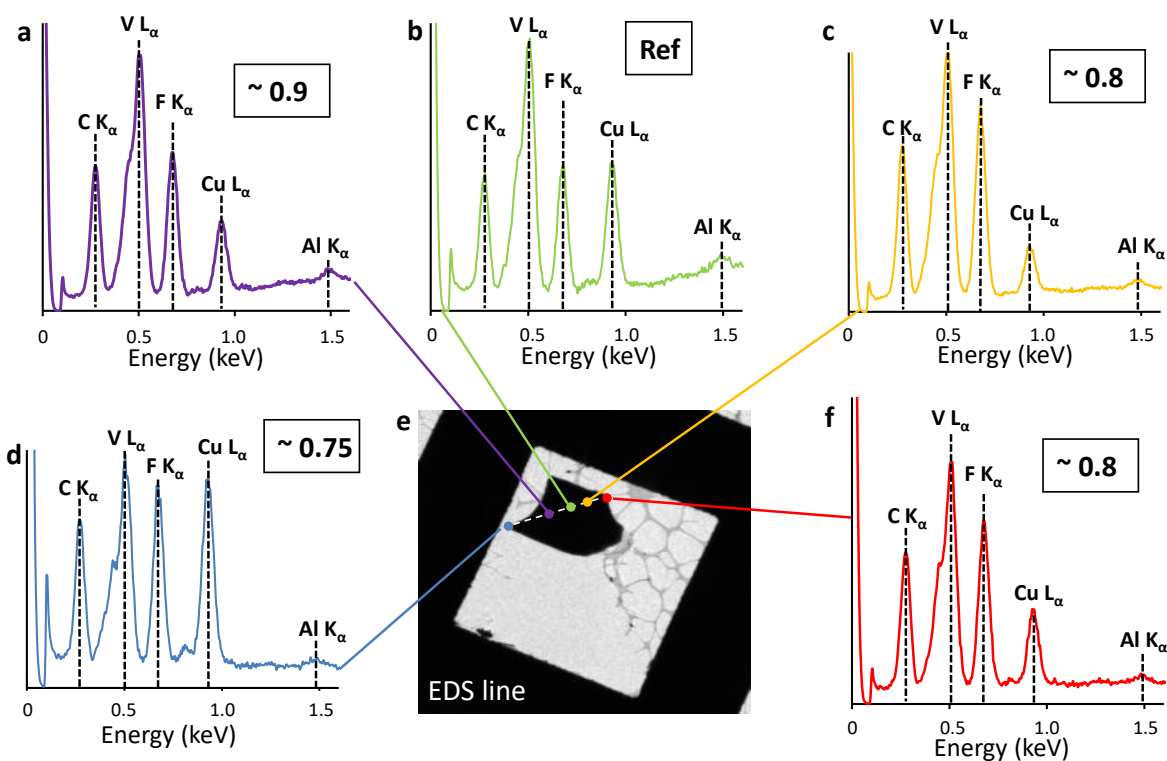 a
V Lα
~ 0.9
C Kα
F Kα
Cu Lα
Al Kα
0
0.5
1.0
1.5
Energy (keV)
b
V Lα
Ref
C Kα
F Kα
Cu Lα
Al Kα
0
0.5
1.0
1.5
Energy (keV)
c
V Lα
~ 0.8
C Kα
F Kα
Cu Lα
Al Kα
0
0.5
1.0
1.5
Energy (keV)
d
V Lα
~ 0.75
C Kα
F Kα
Cu Lα
Al Kα
0
0.5
1.0
1.5
Energy (keV)
e
EDS line
f
V Lα
~ 0.8
C Kα
F Kα
Cu Lα
Al Kα
0
0.5
1.0
1.5
Energy (keV)